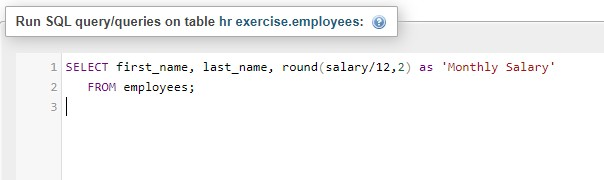 Run SQL query/queries on table hr exercise.employees:
1 SELECT first_name, last_name, round(salary/12,2) as 'Monthly Salary'
2 FROM employees;
3